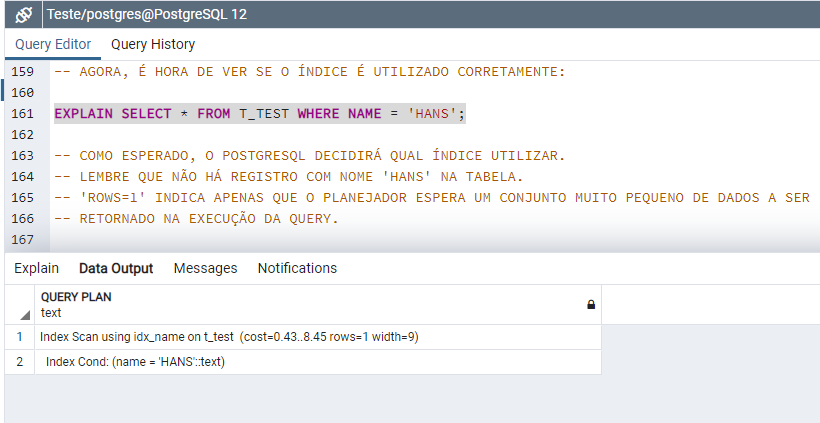 Teste/postgres@PostgreSQL 12
Query Editor Query History
159 -- AGORA, É HORA DE VER SE O ÍNDICE É UTILIZADO CORRETAMENTE:
160
161 EXPLAIN SELECT * FROM T_TEST WHERE NAME = 'HANS';
162
163 -- COMO ESPERADO, O POSTGRESQL DECIDIRÁ QUAL ÍNDICE UTILIZAR.
164 -- LEMBRE QUE NÃO HÁ REGISTRO COM NOME 'HANS' NA TABELA.
165 -- 'ROWS=1' INDICA APENAS QUE O PLANEJADOR ESPERA UM CONJUNTO MUITO PEQUENO DE DADOS A SER
166 -- RETORNADO NA EXECUÇÃO DA QUERY.
167
Explain Data Output Messages Notifications
QUERY PLAN
text
1 Index Scan using idx_name on t_test (cost=0.43..8.45 rows=1 width=9)
2 Index Cond: (name = 'HANS'::text)